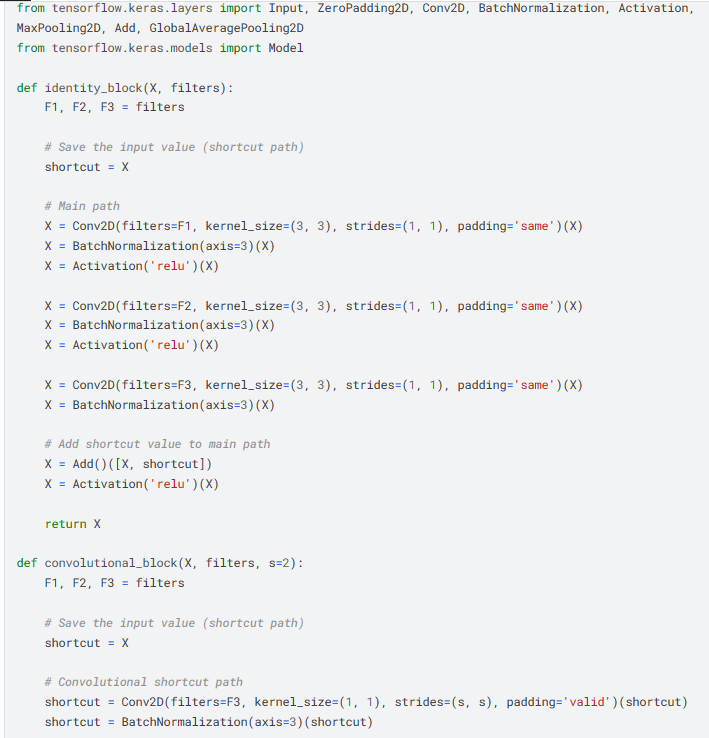 from tensorflow.keras.layers import Input, ZeroPadding2D, Conv2D, BatchNormalization, Activation,
MaxPooling2D, Add, GlobalAveragePooling2D
from tensorflow.keras.models import Model

def identity_block(X, filters):
    F1, F2, F3 = filters

    # Save the input value (shortcut path)
    shortcut = X

    # Main path
    X = Conv2D(filters=F1, kernel_size=(3, 3), strides=(1, 1), padding='same')(X)
    X = BatchNormalization(axis=3)(X)
    X = Activation('relu')(X)

    X = Conv2D(filters=F2, kernel_size=(3, 3), strides=(1, 1), padding='same')(X)
    X = BatchNormalization(axis=3)(X)
    X = Activation('relu')(X)

    X = Conv2D(filters=F3, kernel_size=(3, 3), strides=(1, 1), padding='same')(X)
    X = BatchNormalization(axis=3)(X)

    # Add shortcut value to main path
    X = Add()([X, shortcut])
    X = Activation('relu')(X)

    return X

def convolutional_block(X, filters, s=2):
    F1, F2, F3 = filters

    # Save the input value (shortcut path)
    shortcut = X

    # Convolutional shortcut path
    shortcut = Conv2D(filters=F3, kernel_size=(1, 1), strides=(s, s), padding='valid')(shortcut)
    shortcut = BatchNormalization(axis=3)(shortcut)